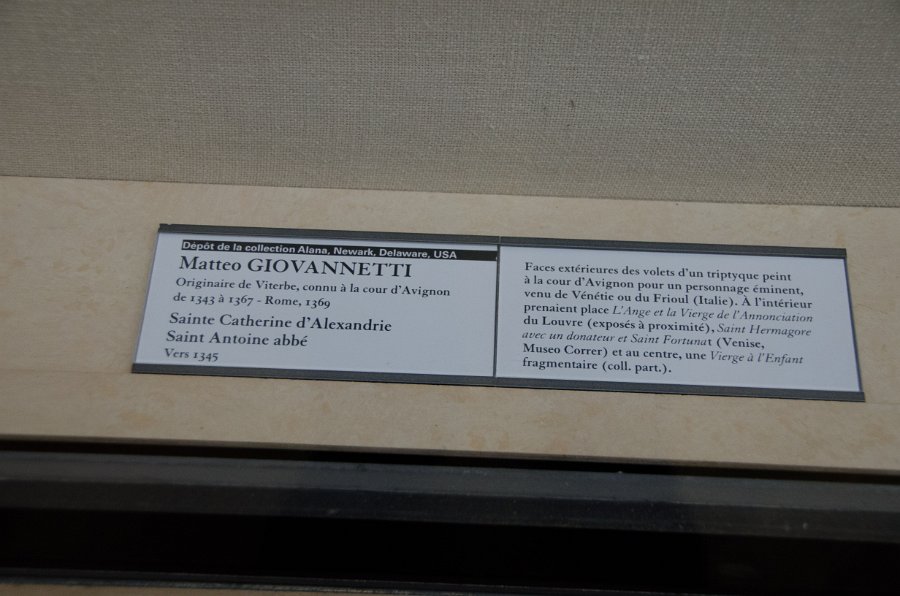 Dépôt de la collection Alana, Newark, Delaware, USA
Matteo GIOVANNETTI
Originaire de Viterbe, connu à la cour d'Avignon
de 1343 à 1367 - Rome, 1369
Sainte Catherine d'Alexandrie
Saint Antoine abbé
Vers 1345
Faces extérieures des volets d'un triptyque peint
à la cour d'Avignon pour un personnage éminent,
venu de Vénétie ou du Frioul (Italie). À l'intérieur
prenaient place L'Ange et la Vierge de l'Annonciation
du Louvre (exposés à proximité), Saint Hermagore
avec un donateur et Saint Fortunat (Venise,
Museo Correr) et au centre, une Vierge à l'Enfant
fragmentaire (coll. part.).